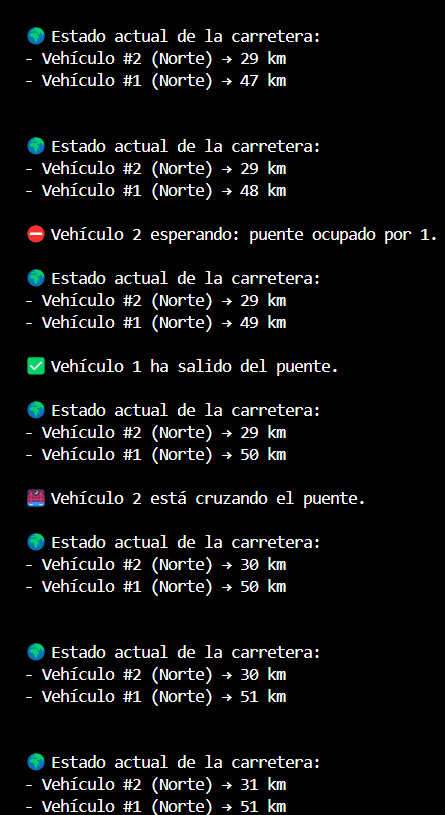 🌍 Estado actual de la carretera:
- Vehículo #2 (Norte) → 29 km
- Vehículo #1 (Norte) → 47 km
🌍 Estado actual de la carretera:
- Vehículo #2 (Norte) → 29 km
- Vehículo #1 (Norte) → 48 km
⛔ Vehículo 2 esperando: puente ocupado por 1.
🌍 Estado actual de la carretera:
- Vehículo #2 (Norte) → 29 km
- Vehículo #1 (Norte) → 49 km
✅ Vehículo 1 ha salido del puente.
🌍 Estado actual de la carretera:
- Vehículo #2 (Norte) → 29 km
- Vehículo #1 (Norte) → 50 km
🌉 Vehículo 2 está cruzando el puente.
🌍 Estado actual de la carretera:
- Vehículo #2 (Norte) → 30 km
- Vehículo #1 (Norte) → 50 km
🌍 Estado actual de la carretera:
- Vehículo #2 (Norte) → 30 km
- Vehículo #1 (Norte) → 51 km
🌍 Estado actual de la carretera:
- Vehículo #2 (Norte) → 31 km
- Vehículo #1 (Norte) → 51 km